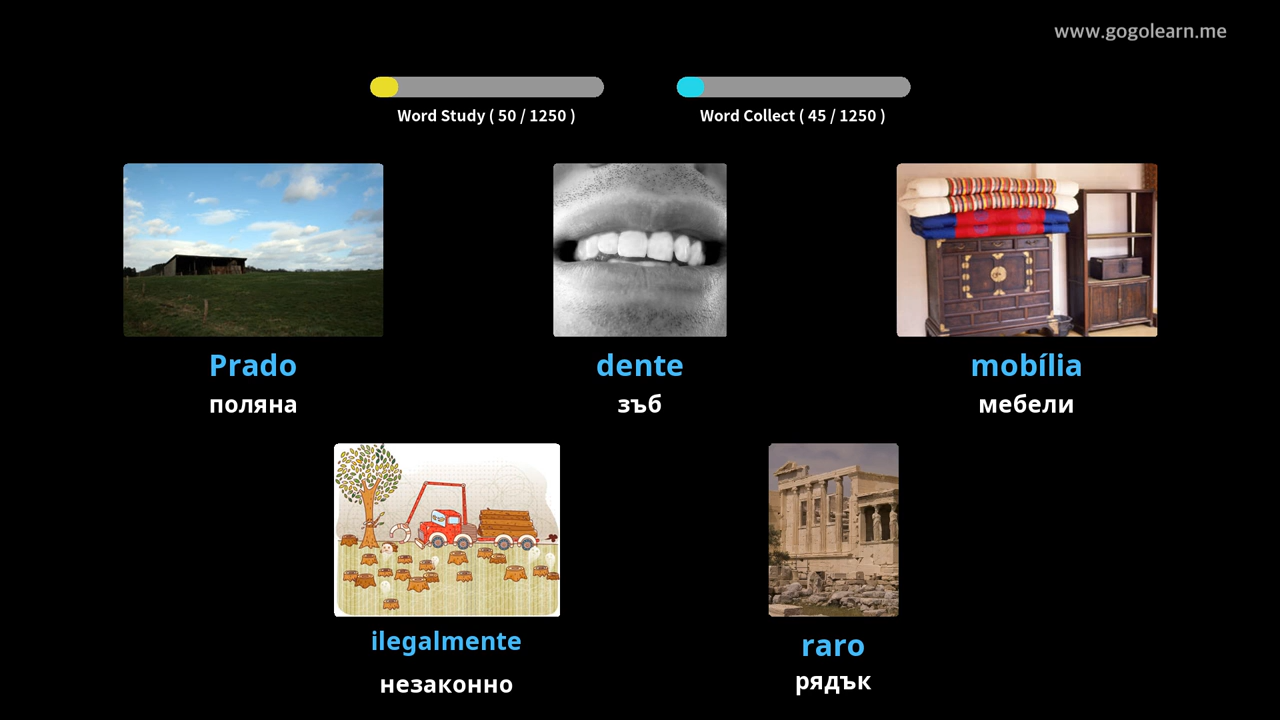 www.gogolearn.me
Word Study ( 50 / 1250 )
Word Collect ( 45 / 1250 )
Prado
поляна
dente
зъб
mobília
мебели
ilegalmente
незаконно
raro
рядък